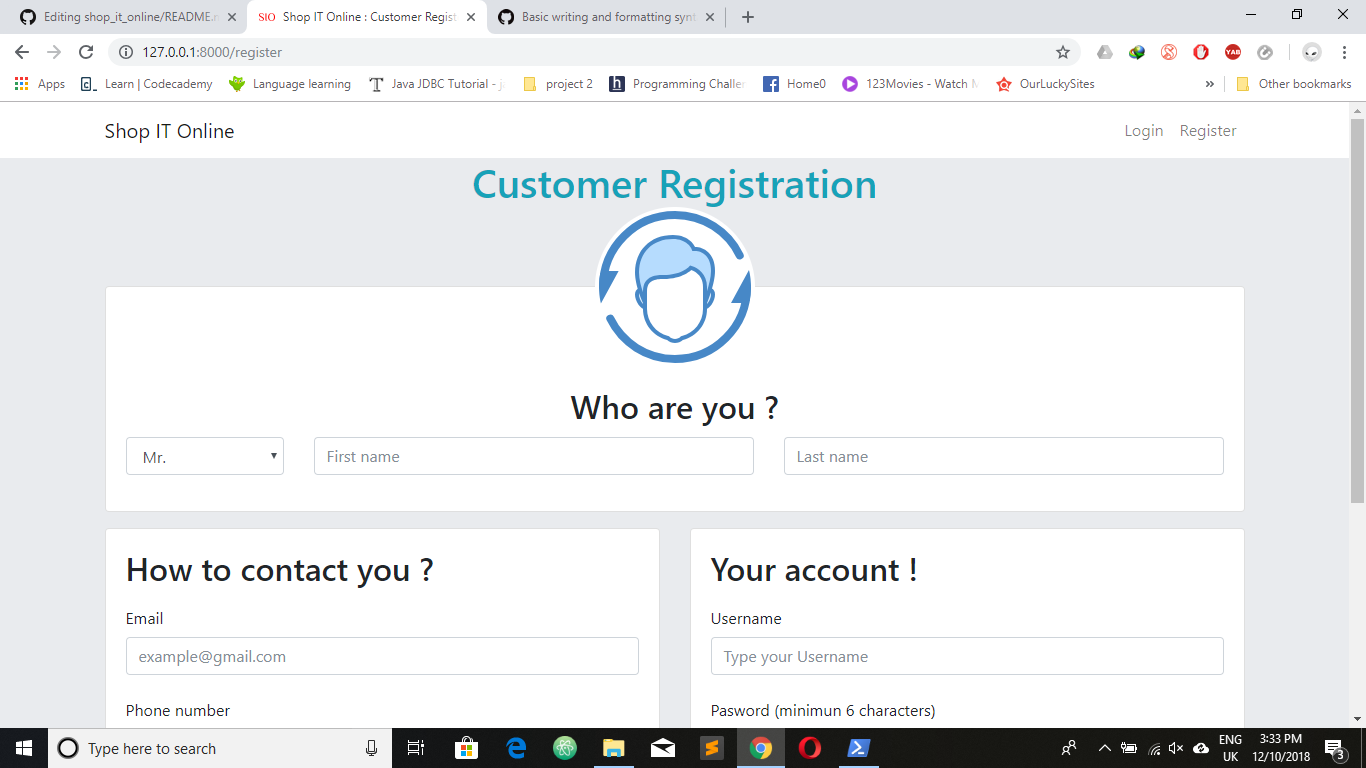 Editing shop_it_online/README.
SIO Shop IT Online : Customer Regist
Basic writing and formatting synt
127.0.0.1:8000/register
YAB
Apps
Learn | Codecademy
Language learning
Java JDBC Tutorial - j
project 2
Programming Challe
Home0
123Movies - Watch M
OurLuckySites
Other bookmarks
Shop IT Online
Login
Register
Customer Registration
Who are you ?
Mr.
First name
Last name
How to contact you ?
Your account !
Email
Username
example@gmail.com
Type your Username
Phone number
Pasword (minimun 6 characters)
Type here to search
ENG
UK
3:33 PM
12/10/2018
3